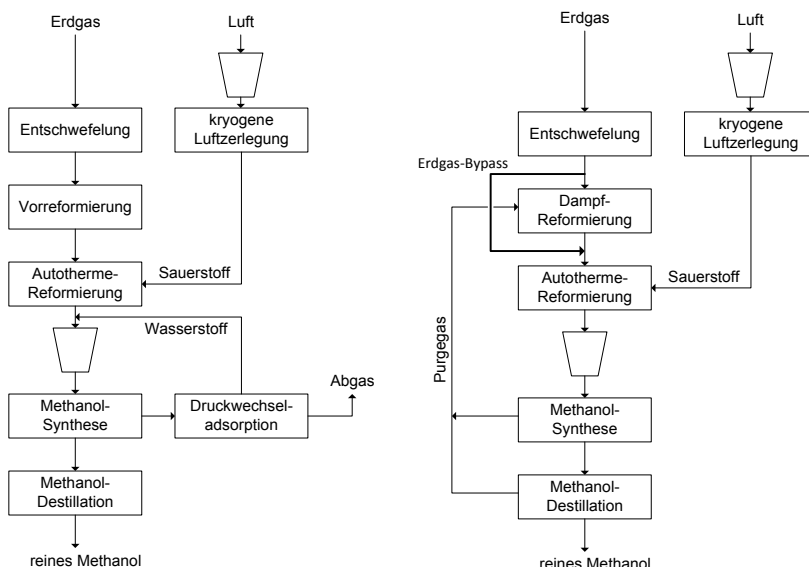 Erdgas
Luft
Entschwefelung
kryogene
Luftzerlegung
Vorreformierung
Autotherme-
Reformierung
Sauerstoff
Wasserstoff
Abgas
Methanol-
Synthese
Druckwechsel-
adsorption
Methanol-
Destillation
reines Methanol
Erdgas
Luft
Entschwefelung
kryogene
Luftzerlegung
Erdgas-Bypass
Dampf-
Reformierung
Autotherme-
Reformierung
Sauerstoff
Purgegas
Methanol-
Synthese
Methanol-
Destillation
reines Methanol